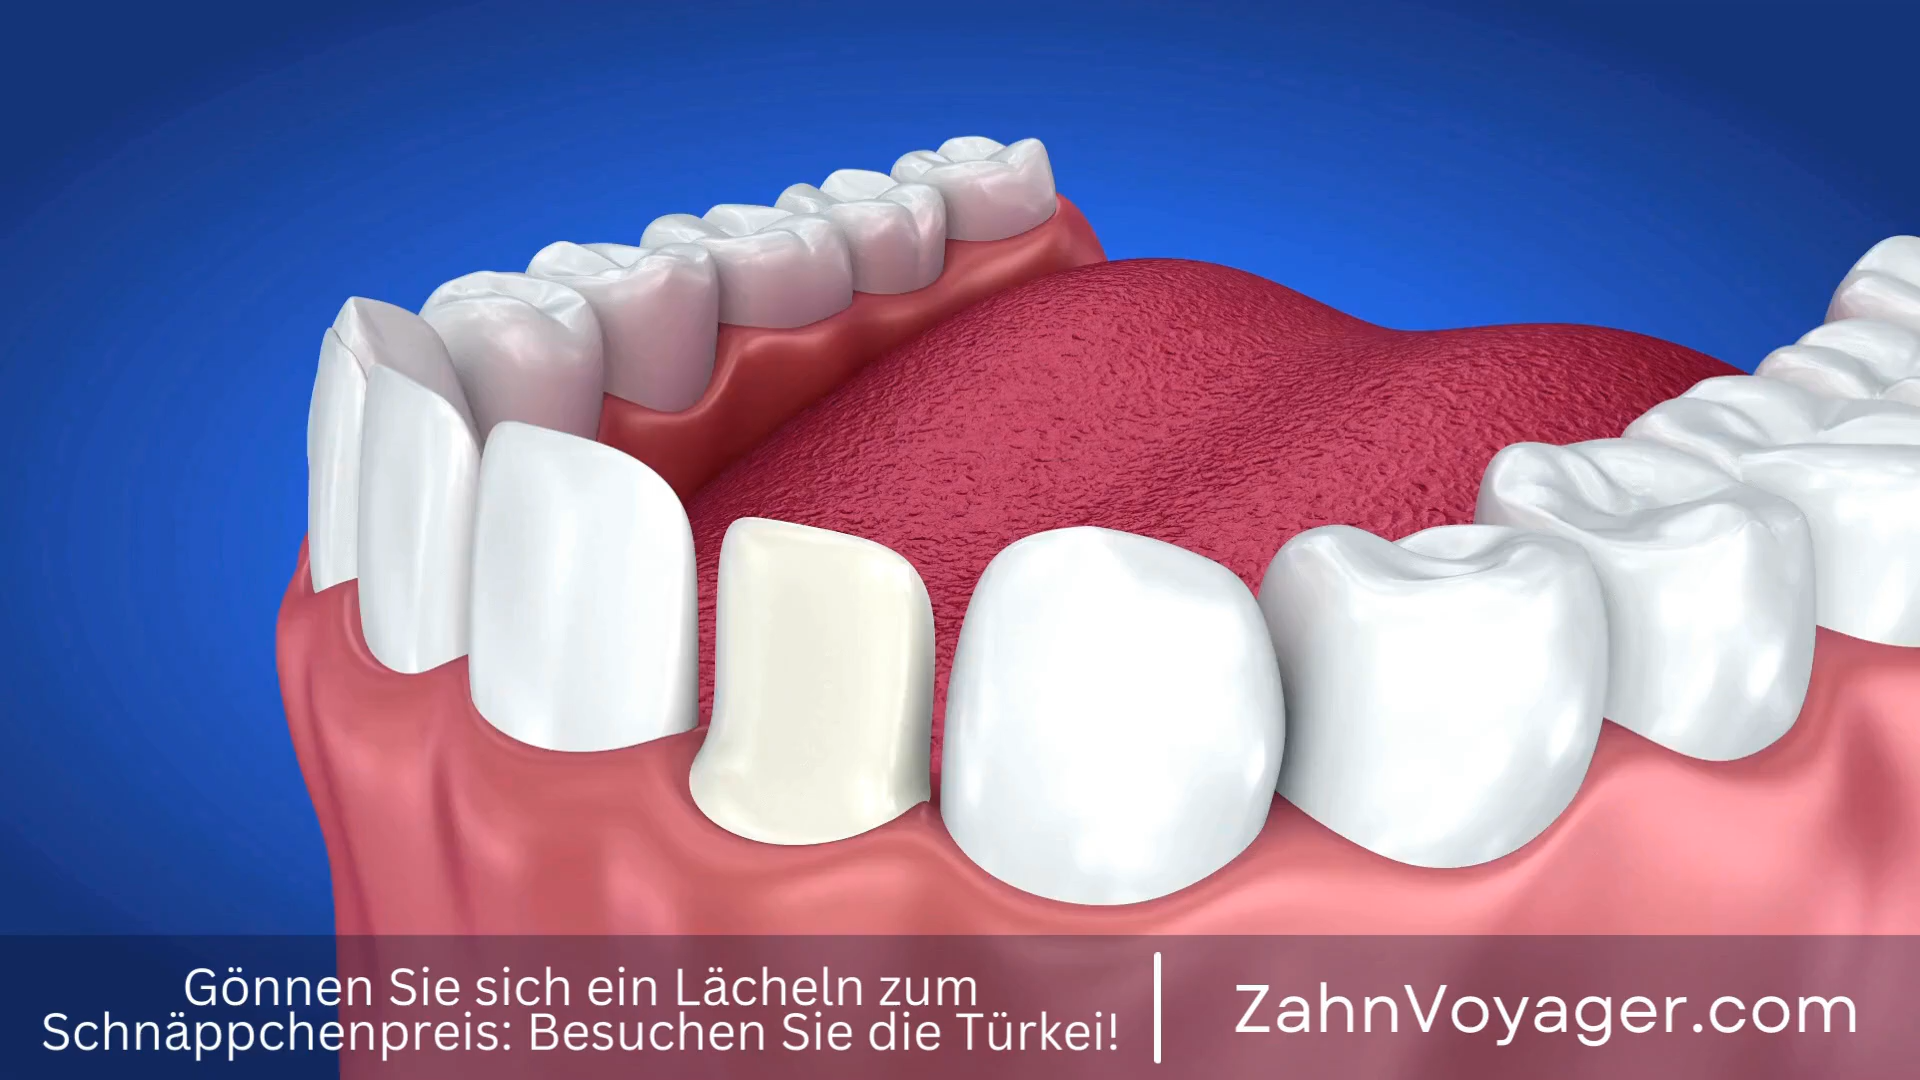 Gönnen Sie sich ein Lächeln zum
Schnäppchenpreis: Besuchen Sie die Türkei!
ZahnVoyager.com